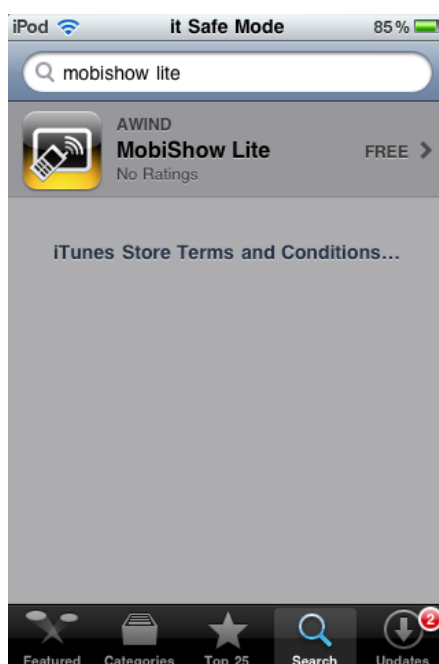 iPod it Safe Mode 85%
mobishow lite
AWIND
MobiShow Lite FREE
No Ratings
iTunes Store Terms and Conditions...
2
Featured Categories Top 25 Search Updates